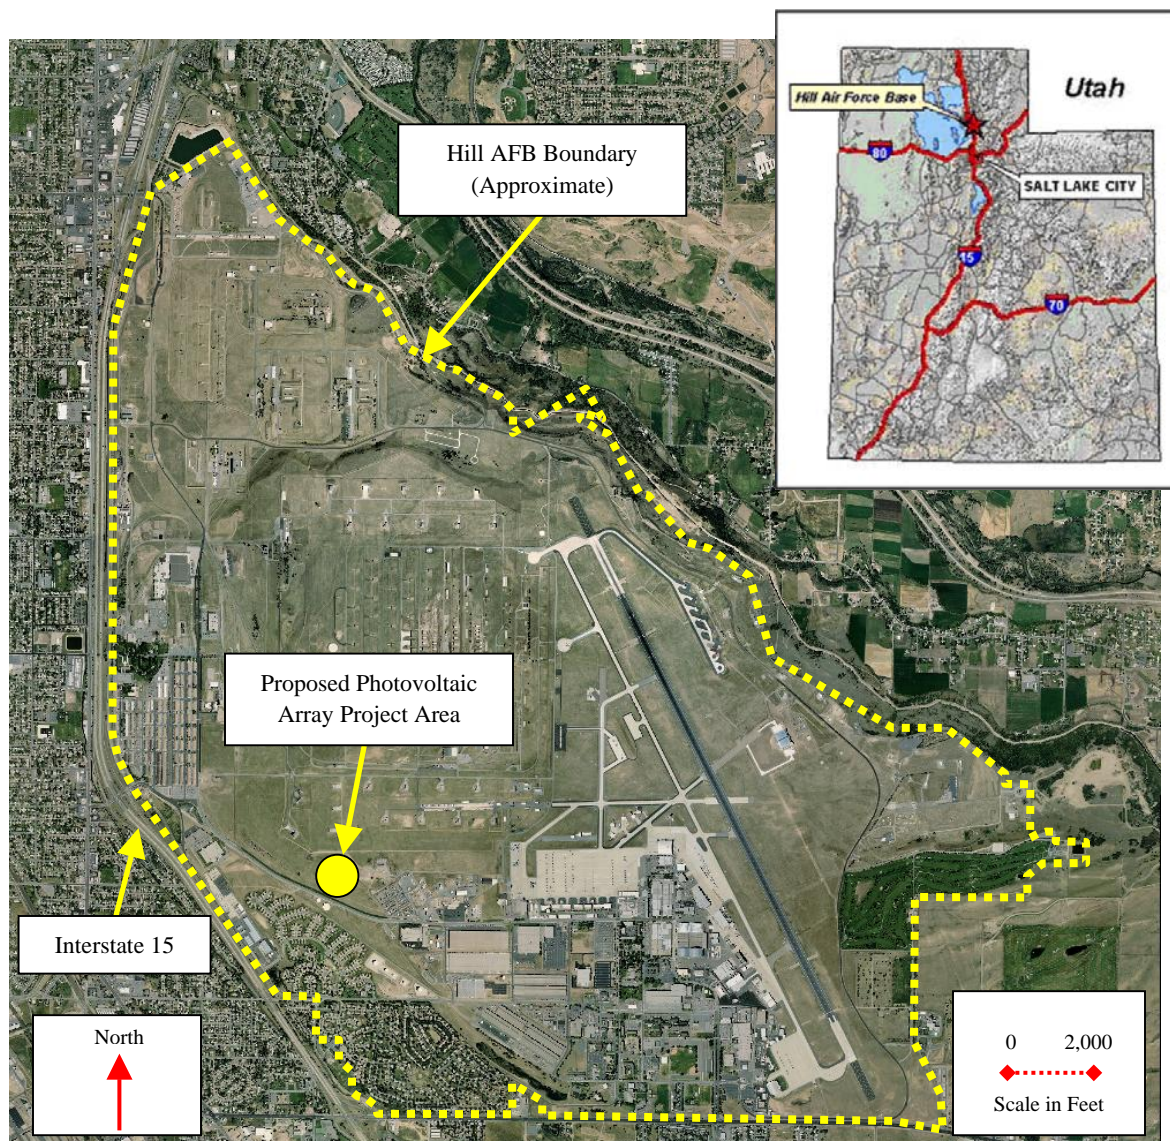 Utah
Hill Air Force Base
80
SALT LAKE CITY
15
70
Hill AFB Boundary
(Approximate)
Proposed Photovoltaic
Array Project Area
Interstate 15
North
0 2,000
Scale in Feet